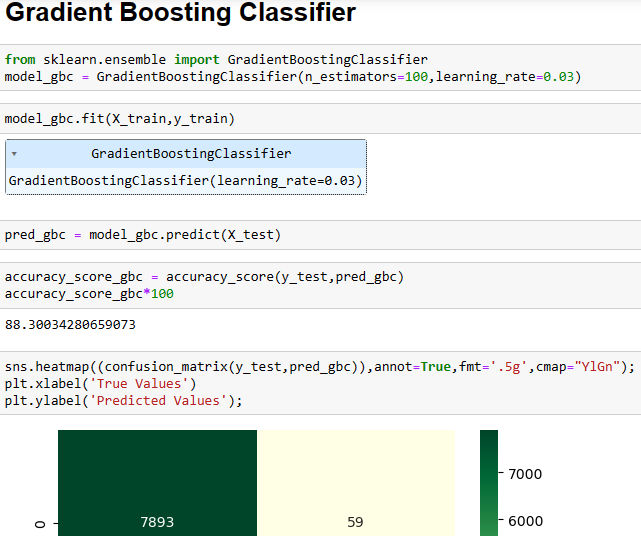 Gradient Boosting Classifier
from sklearn.ensemble import GradientBoostingClassifier
model_gbc = GradientBoostingClassifier(n_estimators=100,learning_rate=0.03)
model_gbc.fit(X_train,y_train)
GradientBoostingClassifier
GradientBoostingClassifier(learning_rate=0.03)
pred_gbc = model_gbc.predict(X_test)
accuracy_score_gbc = accuracy_score(y_test,pred_gbc)
accuracy_score_gbc*100
88.30034280659073
sns.heatmap((confusion_matrix(y_test,pred_gbc)),annot=True,fmt='.5g',cmap="YlGn");
plt.xlabel('True Values')
plt.ylabel('Predicted Values');
7000
0 7893 59 6000